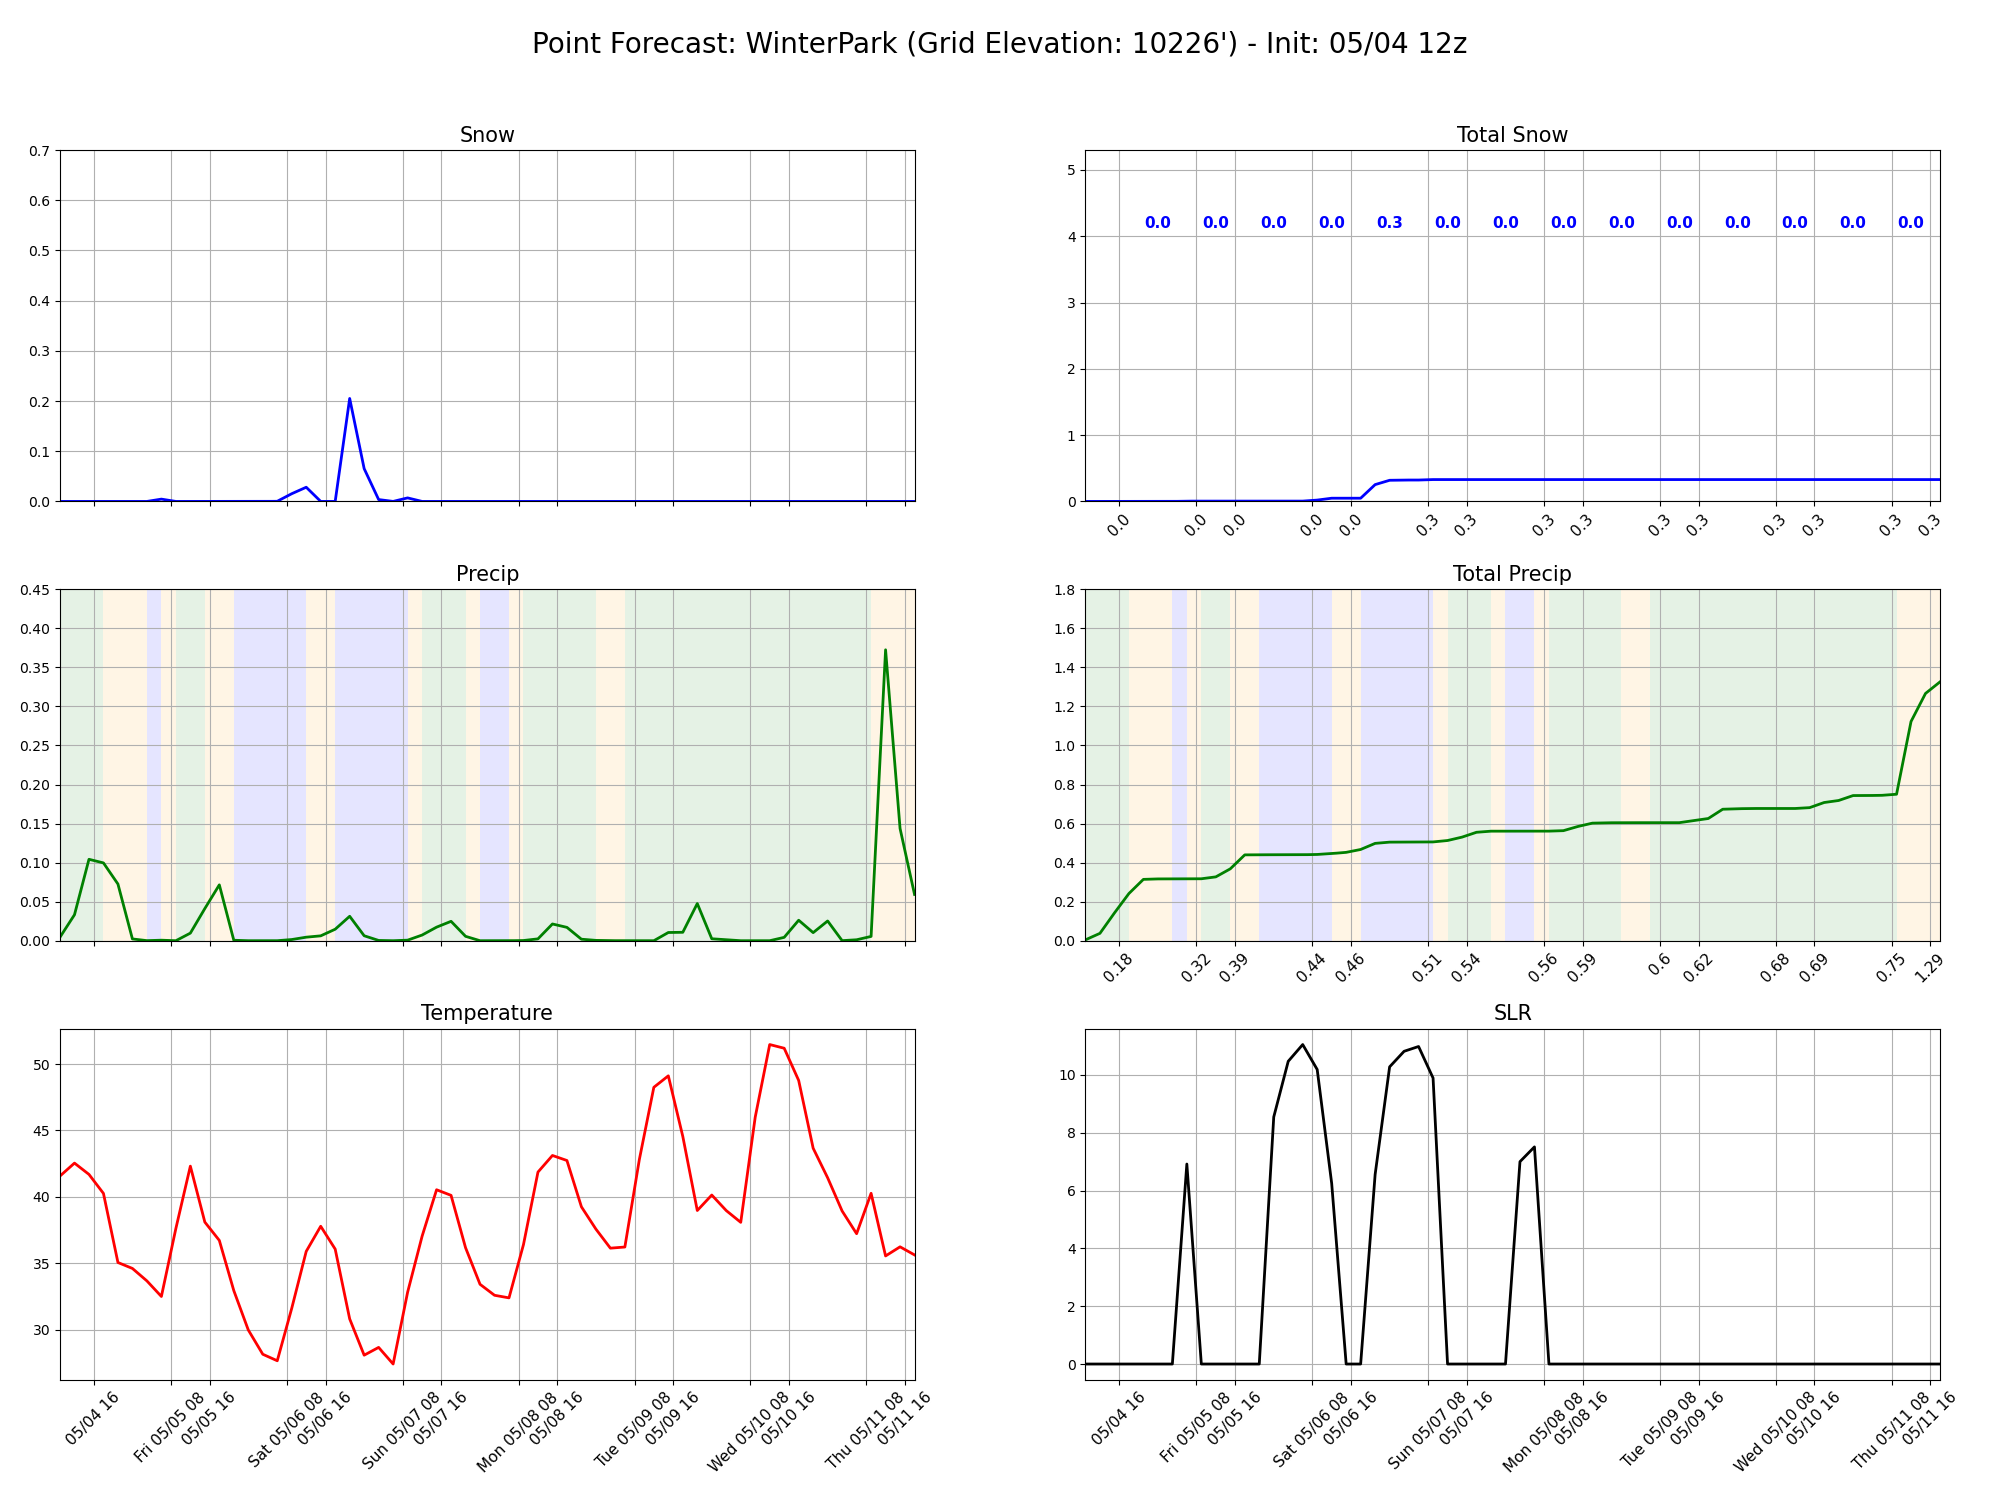 Point Forecast: WinterPark (Grid Elevation: 10226') - Init: 05/04 12z
Snow
0.7
0.6
0.5
0.4
0.3
0.2
0.1
0.0
Total Snow
5
4
3
2
1
0
0.0 0.0 0.0 0.0 0.3 0.0 0.0 0.0 0.0 0.0 0.0 0.0 0.0 0.0
0.0 0.0 0.0 0.0 0.0 0.3 0.3 0.3 0.3 0.3 0.3 0.3 0.3 0.3 0.3
Precip
0.45
0.40
0.35
0.30
0.25
0.20
0.15
0.10
0.05
0.00
Total Precip
1.8
1.6
1.4
1.2
1.0
0.8
0.6
0.4
0.2
0.0
0.18 0.32 0.39 0.44 0.46 0.51 0.54 0.56 0.59 0.6 0.62 0.68 0.69 0.75 1.29
Temperature
50
45
40
35
30
05/04 16
Fri 05/05 08
05/05 16
Sat 05/06 08
05/06 16
Sun 05/07 08
05/07 16
Mon 05/08 08
05/08 16
Tue 05/09 08
05/09 16
Wed 05/10 08
05/10 16
Thu 05/11 08
05/11 16
SLR
10
8
6
4
2
0
05/04 16
Fri 05/05 08
05/05 16
Sat 05/06 08
05/06 16
Sun 05/07 08
05/07 16
Mon 05/08 08
05/08 16
Tue 05/09 08
05/09 16
Wed 05/10 08
05/10 16
Thu 05/11 08
05/11 16